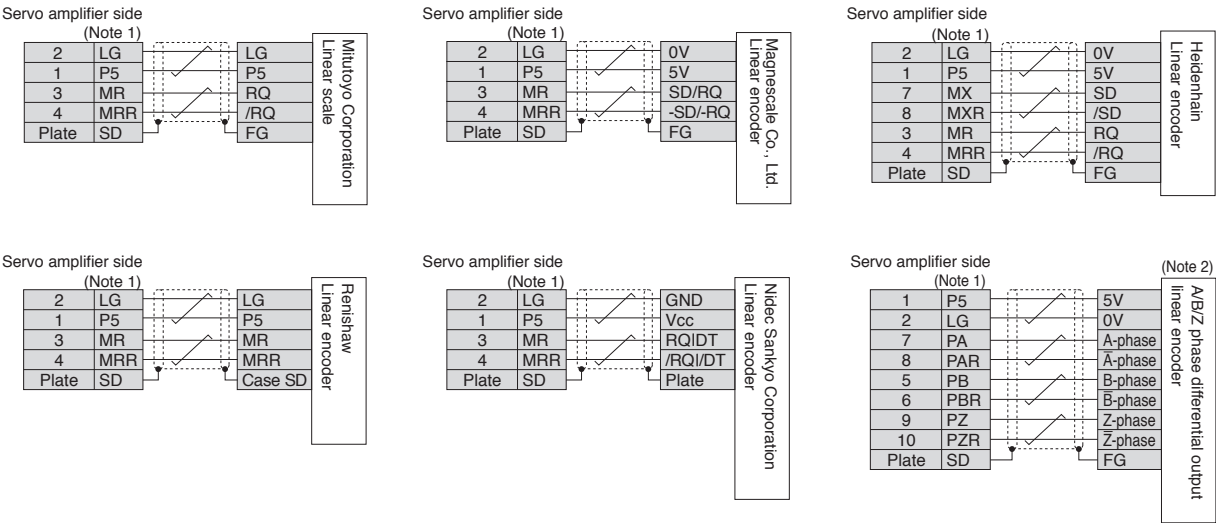 Servo amplifier side
(Note 1)
2 LG LG
1 P5 P5
3 MR RQ
4 MRR /RQ
Plate SD FG
Mitutoyo Corporation
Linear scale
Servo amplifier side
(Note 1)
2 LG 0V
1 P5 5V
3 MR SD/RQ
4 MRR -SD/-RQ
Plate SD FG
Magnescale Co., Ltd.
Linear encoder
Servo amplifier side
(Note 1)
2 LG 0V
1 P5 5V
7 MX SD
8 MXR /SD
3 MR RQ
4 MRR /RQ
Plate SD FG
Heidenhain
Linear encoder
Servo amplifier side
(Note 1)
2 LG LG
1 P5 P5
3 MR MR
4 MRR MRR
Plate SD Case SD
Renishaw
Linear encoder
Servo amplifier side
(Note 1)
2 LG GND
1 P5 Vcc
3 MR RQIDT
4 MRR /RQI/DT
Plate SD Plate
Nidec Sankyo Corporation
Linear encoder
Servo amplifier side
(Note 1)
(Note 2)
1 P5 5V
2 LG 0V
7 PA A-phase
8 PAR A̅-phase
5 PB B-phase
6 PBR B̅-phase
9 PZ Z-phase
10 PZR Z̅-phase
Plate SD FG
A/B/Z phase differential output
linear encoder